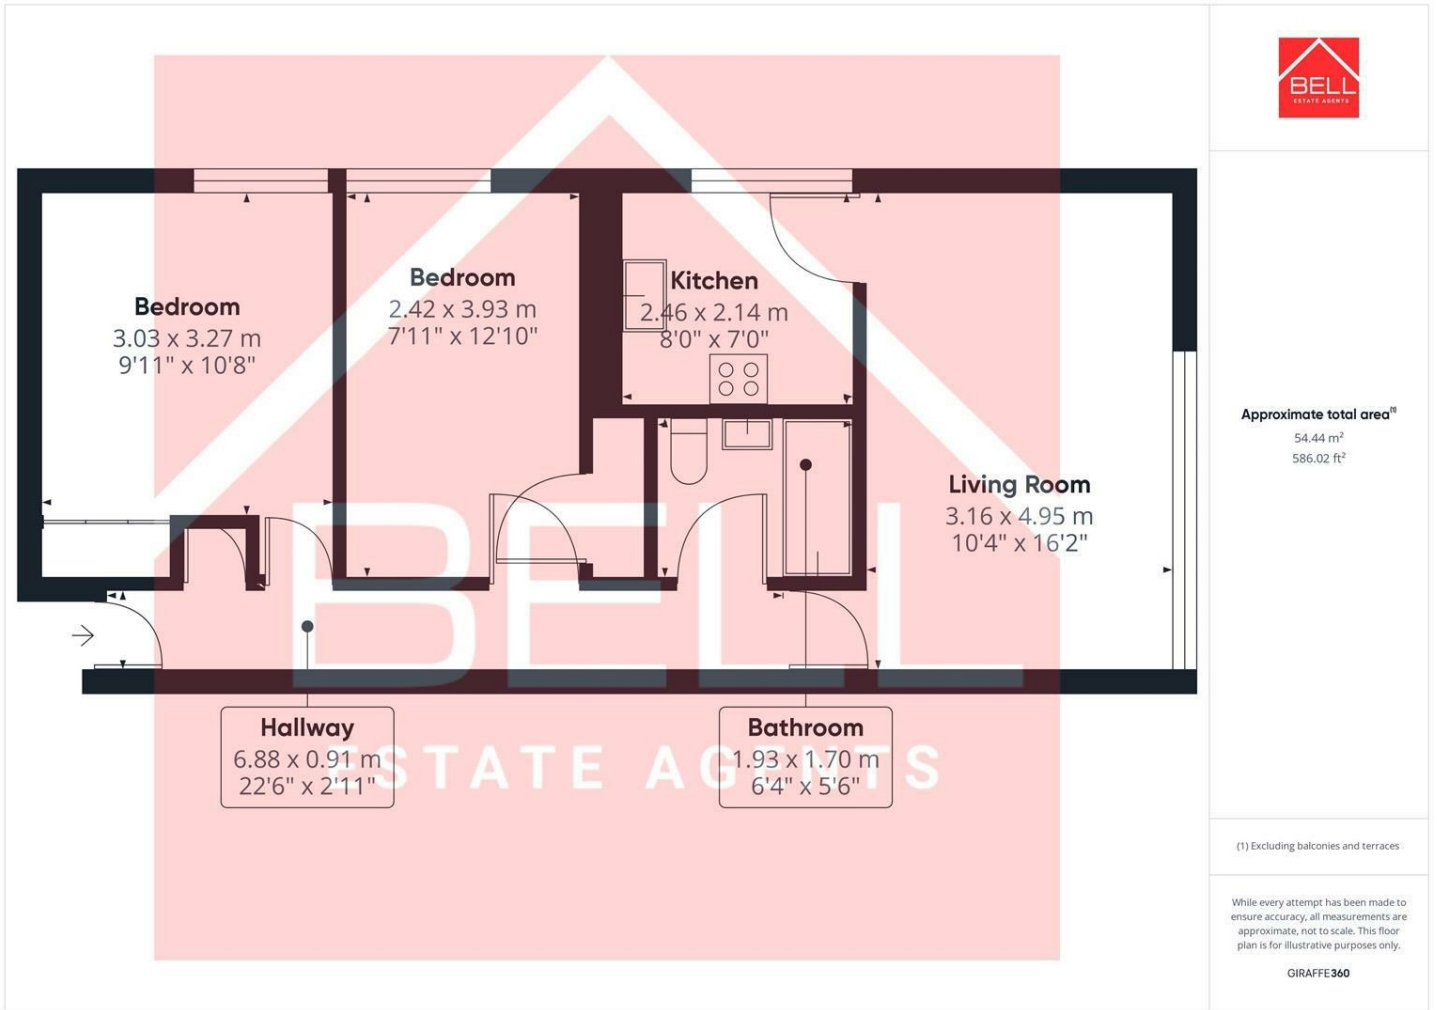 BELL
ESTATE AGENTS
Bedroom
3.03 x 3.27 m
9'11" x 10'8"
Bedroom
2.42 x 3.93 m
7'11" x 12'10"
Kitchen
2.46 x 2.14 m
8'0" x 7'0"
Living Room
3.16 x 4.95 m
10'4" x 16'2"
Hallway
6.88 x 0.91 m
22'6" x 2'11"
Bathroom
1.93 x 1.70 m
6'4" x 5'6"
BELL
ESTATE AGENTS
Approximate total area(1)
54.44 m²
586.02 ft²
(1) Excluding balconies and terraces
While every attempt has been made to
ensure accuracy, all measurements are
approximate, not to scale. This floor
plan is for illustrative purposes only.
GIRAFFE360